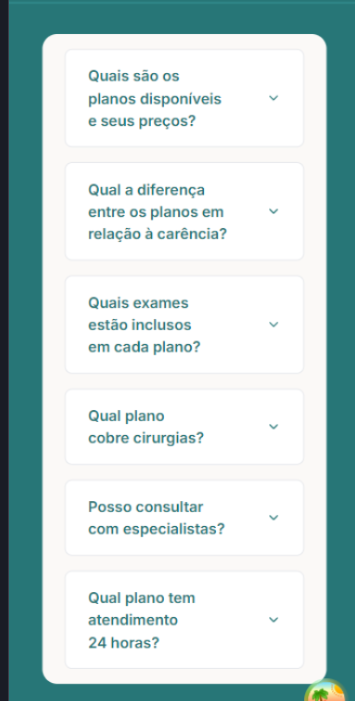 Quais são os
planos disponíveis
e seus preços?
Qual a diferença
entre os planos em
relação à carência?
Quais exames
estão inclusos
em cada plano?
Qual plano
cobre cirurgias?
Posso consultar
com especialistas?
Qual plano tem
atendimento
24 horas?